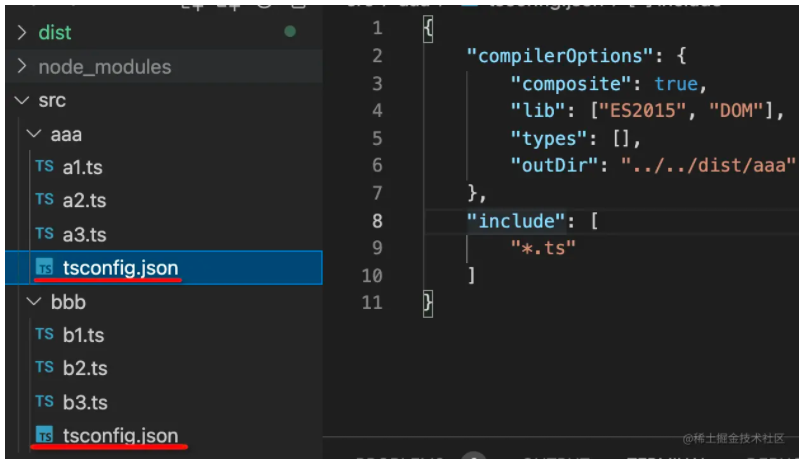 dist
node_modules
src
aaa
TS a1.ts
TS a2.ts
TS a3.ts
TS tsconfig.json
bbb
TS b1.ts
TS b2.ts
TS b3.ts
TS tsconfig.json
1 {
2 "compilerOptions": {
3 "composite": true,
4 "lib": ["ES2015", "DOM"],
5 "types": [],
6 "outDir": "../../dist/aaa"
7 },
8 "include": [
9 "*.ts"
10 ]
11 }
@稀土掘金技术社区